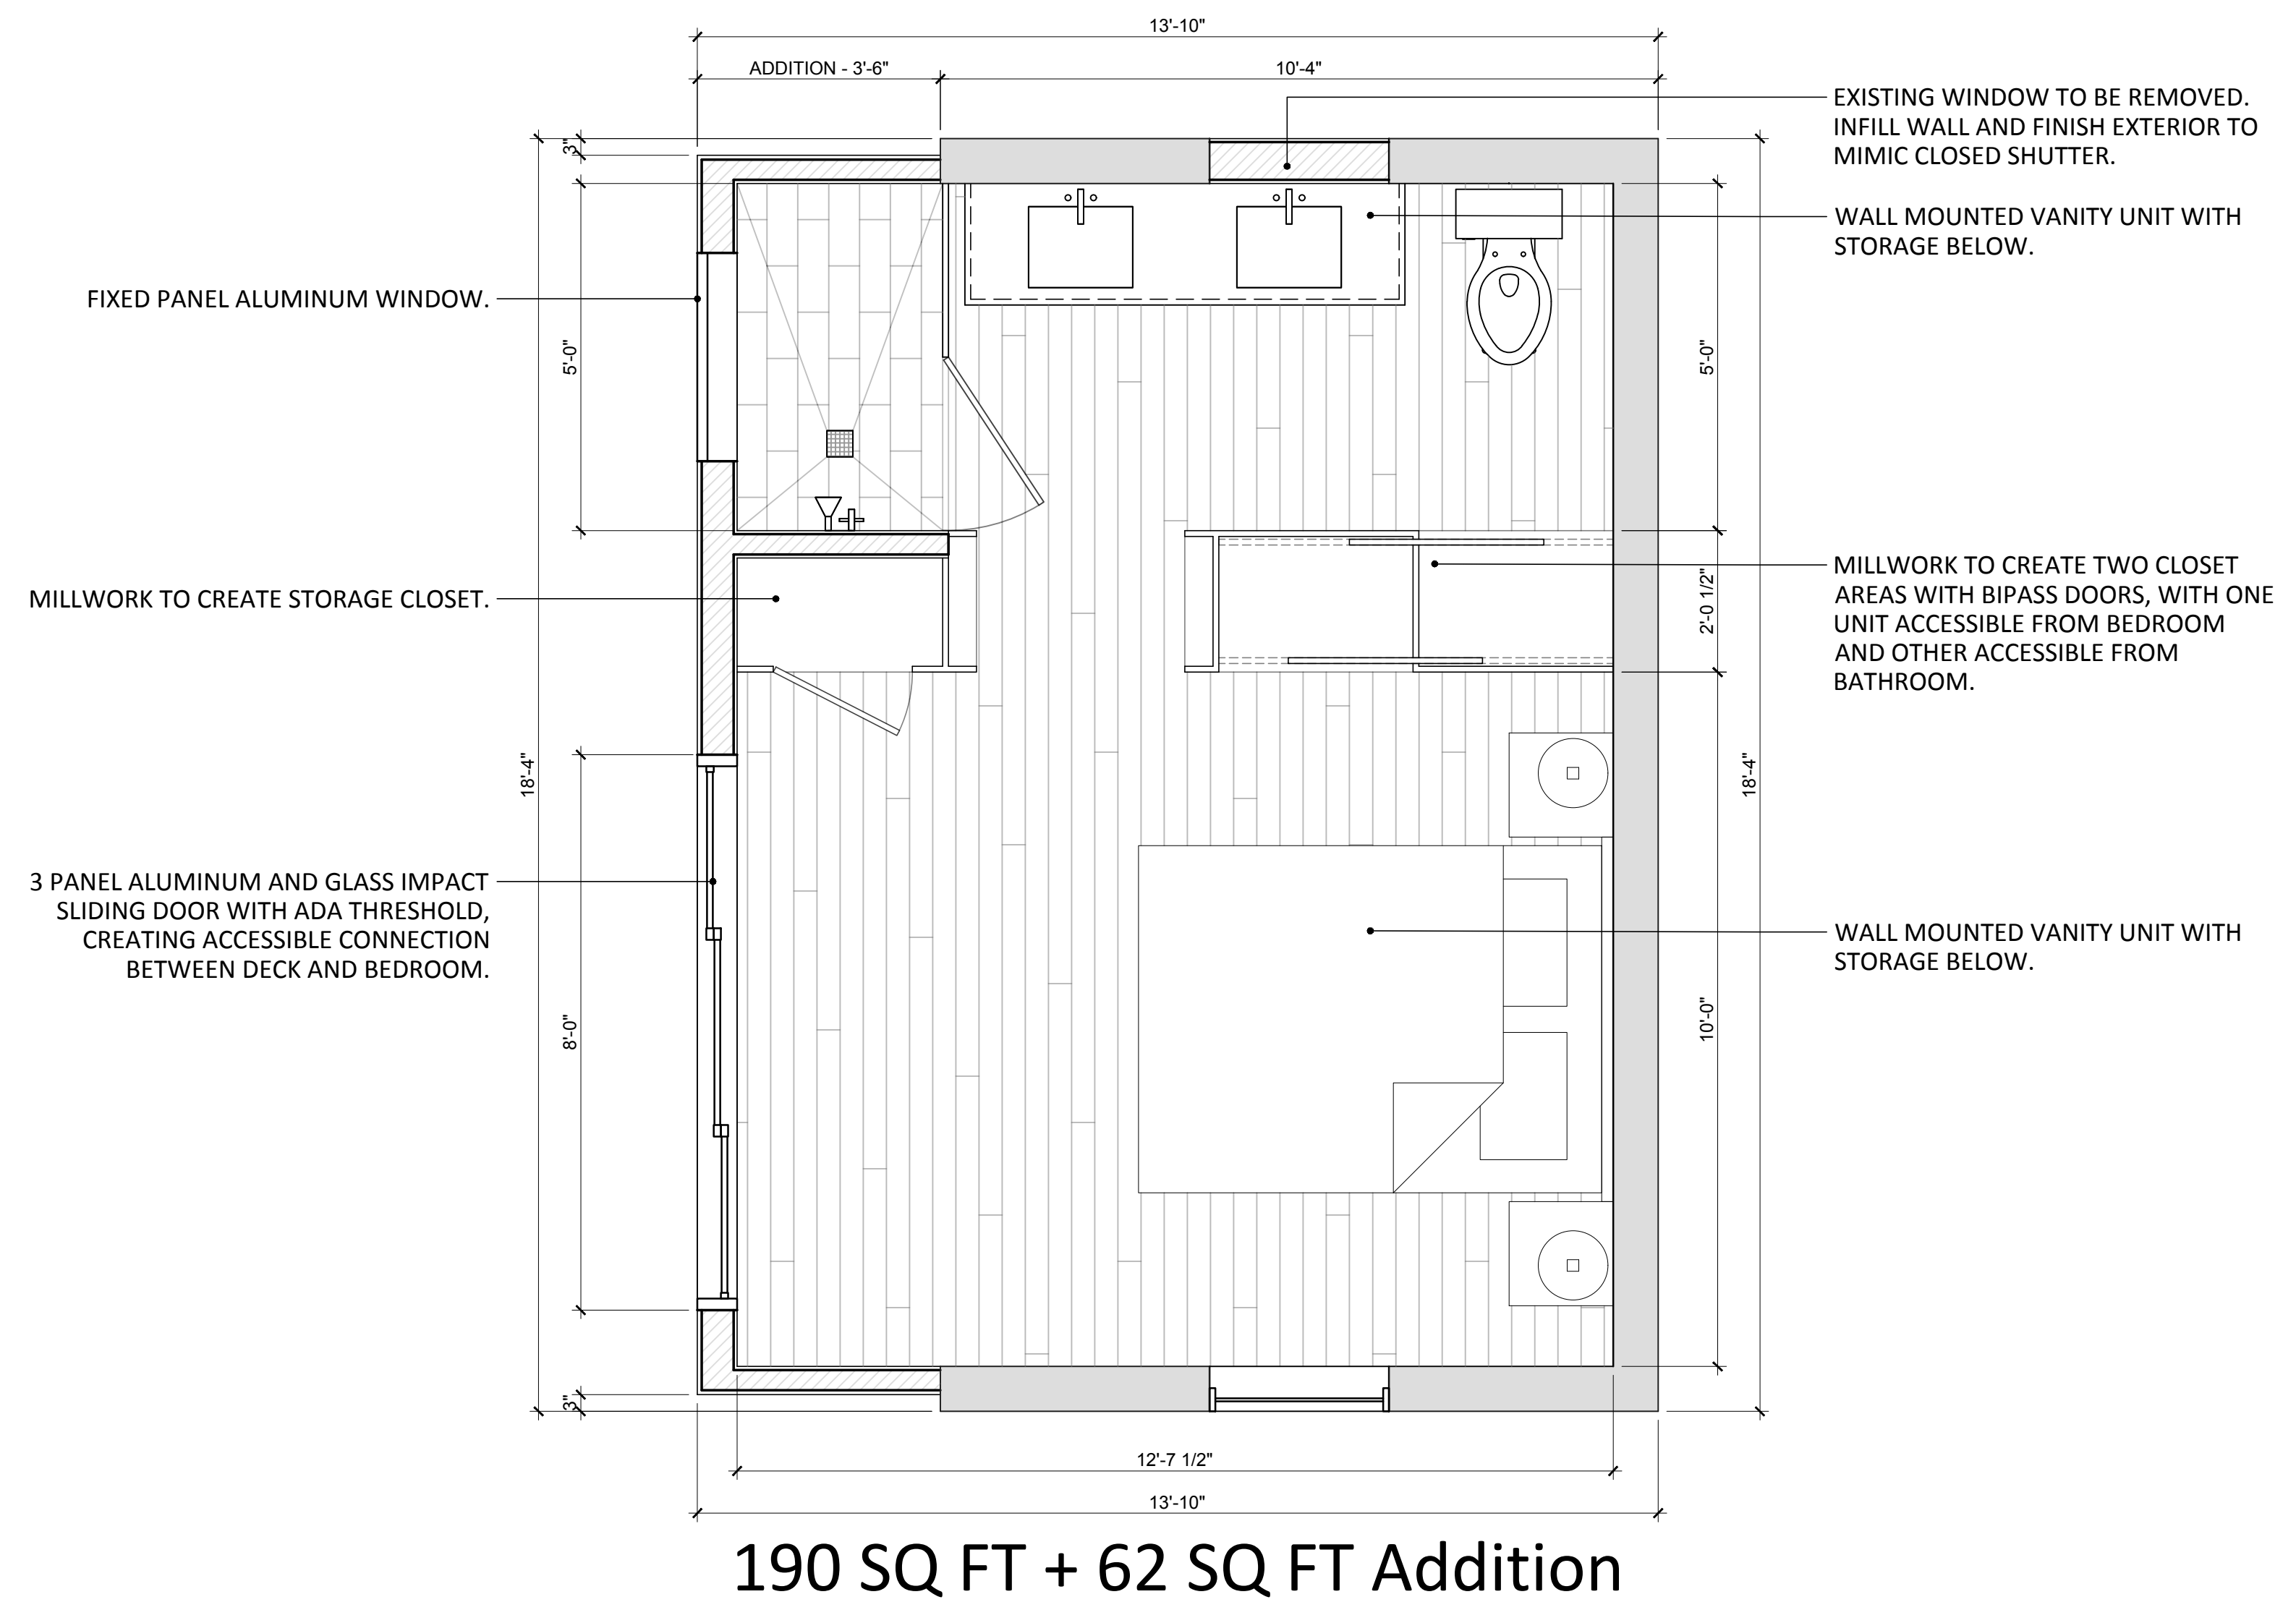 13'-10"
ADDITION - 3'-6"
10'-4"
EXISTING WINDOW TO BE REMOVED.
INFILL WALL AND FINISH EXTERIOR TO
MIMIC CLOSED SHUTTER.
3"
WALL MOUNTED VANITY UNIT WITH
STORAGE BELOW.
FIXED PANEL ALUMINUM WINDOW.
5'-0"
5'-0"
MILLWORK TO CREATE STORAGE CLOSET.
MILLWORK TO CREATE TWO CLOSET
AREAS WITH BIPASS DOORS, WITH ONE
UNIT ACCESSIBLE FROM BEDROOM
AND OTHER ACCESSIBLE FROM
BATHROOM.
2'-0 1/2"
18'-4"
18'-4"
3 PANEL ALUMINUM AND GLASS IMPACT
SLIDING DOOR WITH ADA THRESHOLD,
CREATING ACCESSIBLE CONNECTION
BETWEEN DECK AND BEDROOM.
WALL MOUNTED VANITY UNIT WITH
STORAGE BELOW.
8'-0"
10'-0"
3"
12'-7 1/2"
13'-10"
190 SQ FT + 62 SQ FT Addition